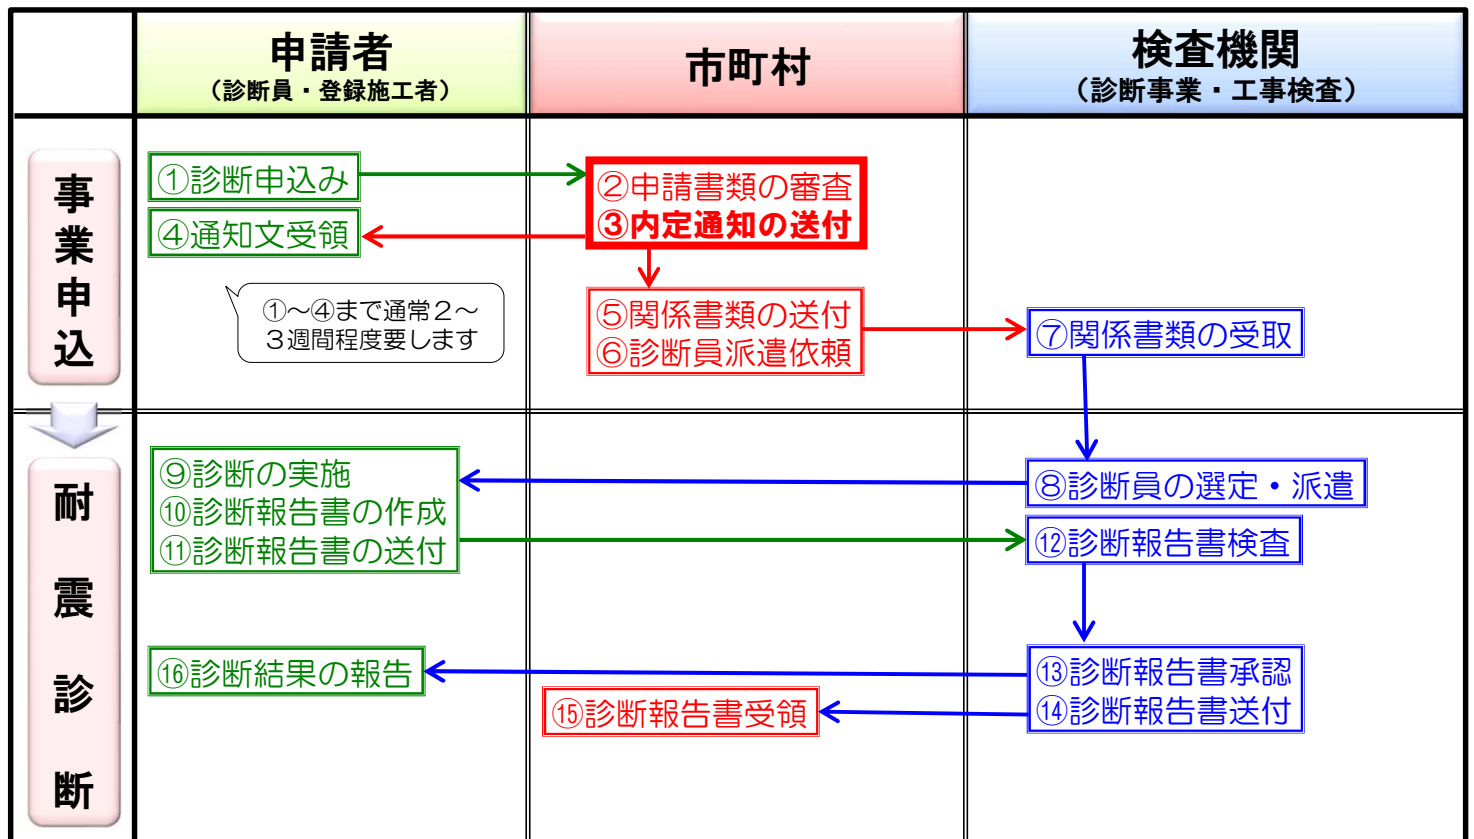 申請者
（診断員・登録施工者）
市町村
検査機関
（診断事業・工事検査）
事業申込
①診断申込み
②申請書類の審査
③内定通知の送付
④通知文受領
①～④まで通常２～
３週間程度要します
⑤関係書類の送付
⑥診断員派遣依頼
⑦関係書類の受取
耐震診断
⑧診断員の選定・派遣
⑨診断の実施
⑩診断報告書の作成
⑪診断報告書の送付
⑫診断報告書検査
⑬診断報告書承認
⑭診断報告書送付
⑮診断報告書受領
⑯診断結果の報告